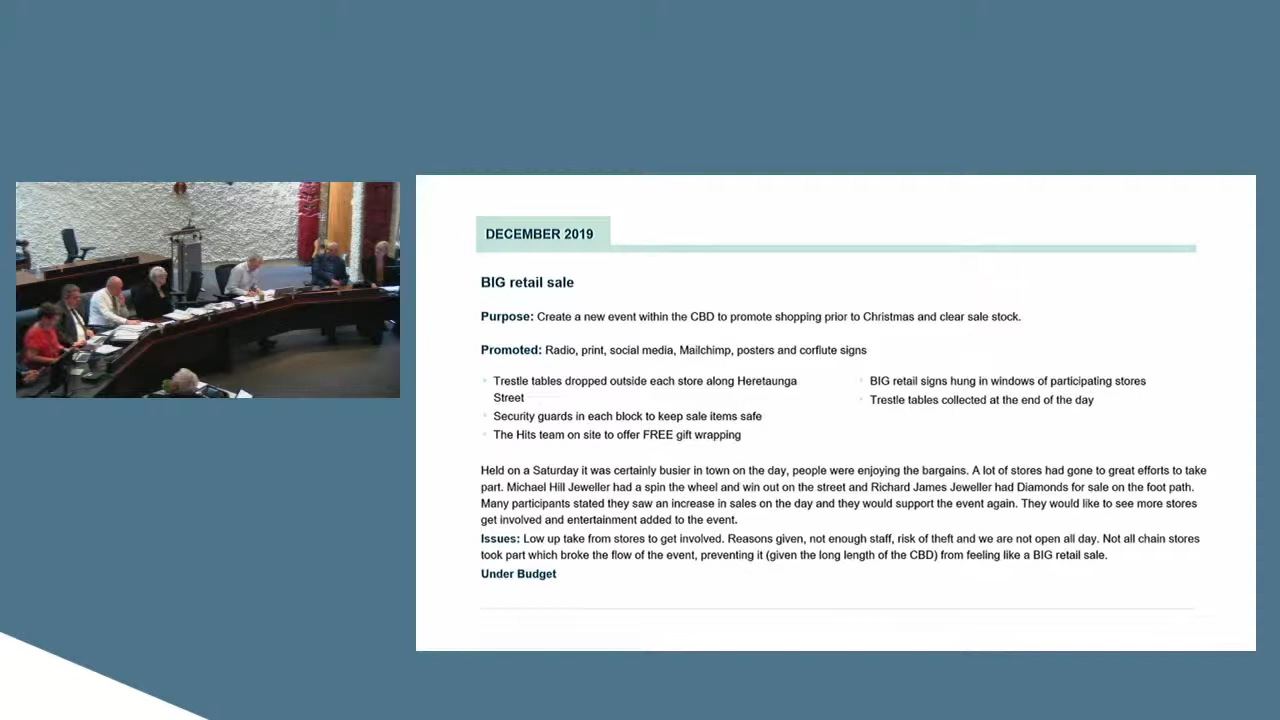 DECEMBER 2019
BIG retail sale
Purpose: Create a new event within the CBD to promote shopping prior to Christmas and clear sale stock.
Promoted: Radio, print, social media, Mailchimp, posters and corflute signs
Trestle tables dropped outside each store along Heretaunga
Street
Security guards in each block to keep sale items safe
The Hits team on site to offer FREE gift wrapping
BIG retail signs hung in windows of participating stores
Trestle tables collected at the end of the day
Held on a Saturday it was certainly busier in town on the day, people were enjoying the bargains. A lot of stores had gone to great efforts to take
part. Michael Hill Jeweller had a spin the wheel and win out on the street and Richard James Jeweller had Diamonds for sale on the foot path.
Many participants stated they saw an increase in sales on the day and they would support the event again. They would like to see more stores
get involved and entertainment added to the event.
Issues: Low up take from stores to get involved. Reasons given, not enough staff, risk of theft and we are not open all day. Not all chain stores
took part which broke the flow of the event, preventing it (given the long length of the CBD) from feeling like a BIG retail sale.
Under Budget